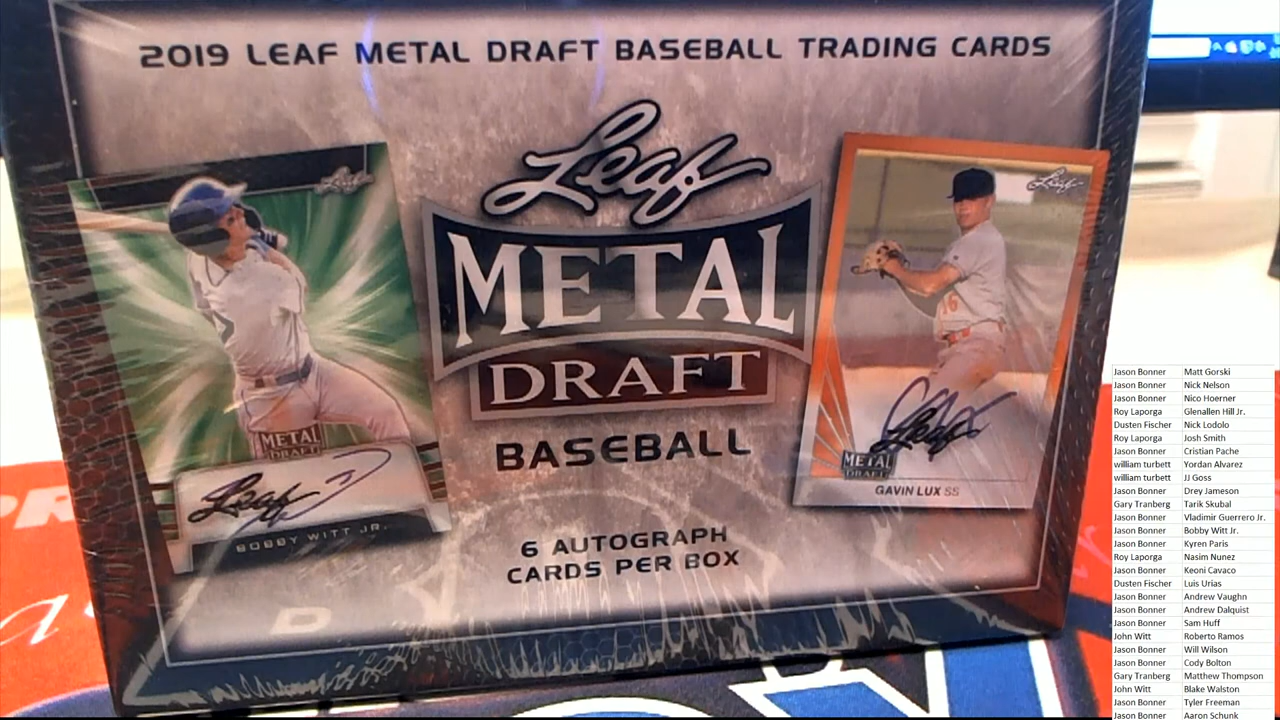 2019 LEAF METAL DRAFT BASEBALL TRADING CARDS
Leaf
METAL
DRAFT
BASEBALL
6 AUTOGRAPH
CARDS PER BOX
Leaf
METAL
DRAFT
Leaf
BOBBY WITT JR.
Leaf
16
Leaf
METAL
DRAFT
GAVIN LUX SS
Jason Bonner Matt Gorski
Jason Bonner Nick Nelson
Jason Bonner Nico Hoerner
Roy Laporga Glenallen Hill Jr.
Dusten Fischer Nick Lodolo
Roy Laporga Josh Smith
Jason Bonner Cristian Pache
william turbett Yordan Alvarez
william turbett JJ Goss
Jason Bonner Drey Jameson
Gary Tranberg Tarik Skubal
Jason Bonner Vladimir Guerrero Jr.
Jason Bonner Bobby Witt Jr.
Jason Bonner Kyren Paris
Roy Laporga Nasim Nunez
Jason Bonner Keoni Cavaco
Dusten Fischer Luis Urias
Jason Bonner Andrew Vaughn
Jason Bonner Andrew Dalquist
Jason Bonner Sam Huff
John Witt Roberto Ramos
Jason Bonner Will Wilson
Jason Bonner Cody Bolton
Gary Tranberg Matthew Thompson
John Witt Blake Walston
Jason Bonner Tyler Freeman
Jason Bonner Aaron Schunk